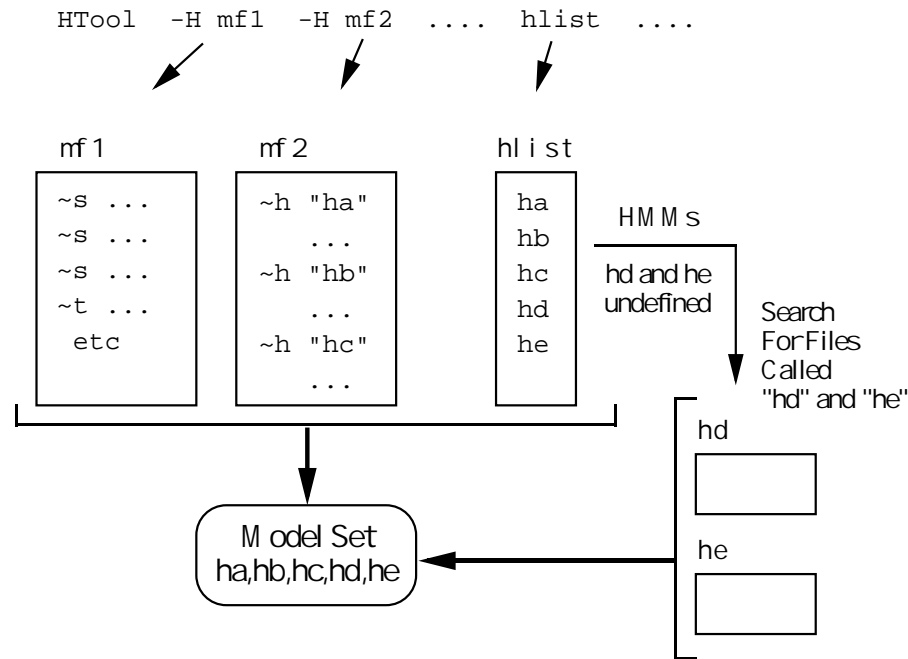 HTool -H mf1 -H mf2 .... hlist ....
mf1
~s ...
~s ...
~s ...
~t ...
etc
mf2
~h "ha"
...
~h "hb"
...
~h "hc"
...
hlist
ha
hb
hc
hd
he
HMMs
hd and he
undefined
Search
For Files
Called
"hd" and "he"
hd
he
Model Set
ha,hb,hc,hd,he